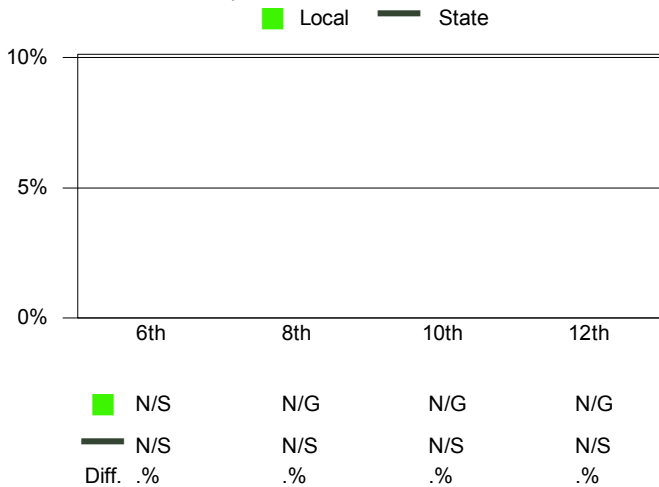 Local State
10%
5%
0%
6th 8th 10th 12th
N/S N/G N/G N/G
N/S N/S N/S N/S
Diff. .% .% .% .%